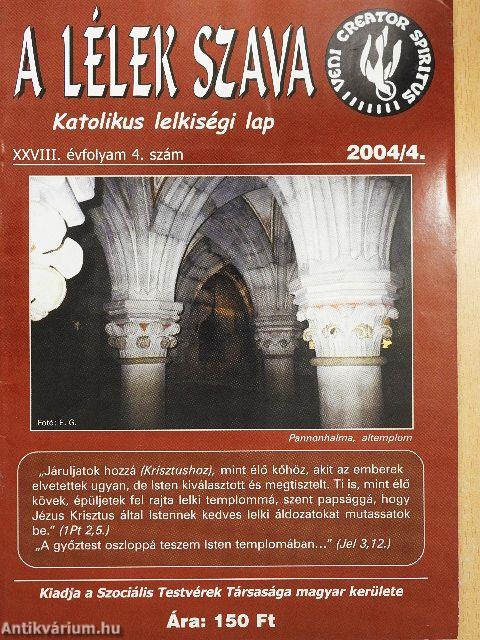 A LÉLEK SZAVA
VENI CREATOR SPIRITUS
Katolikus lelkiségi lap
XXVIII. évfolyam 4. szám
2004/4.
Fotó: E. G.
Pannonhalma, altemplom
„Járuljatok hozzá (Krisztushoz), mint élő kőhöz, akit az emberek
elvetettek ugyan, de Isten kiválasztott és megtisztelt. Ti is, mint élő
kövek, épüljetek fel rajta lelki templommá, szent papsággá, hogy
Jézus Krisztus által Istennek kedves lelki áldozatokat mutassatok
be.” (1Pt 2,5.)
„A győztest oszloppá teszem Isten templomában...” (Jel 3,12.)
Kiadja a Szociális Testvérek Társasága magyar kerülete
Ára: 150 Ft
Antikvárium.hu